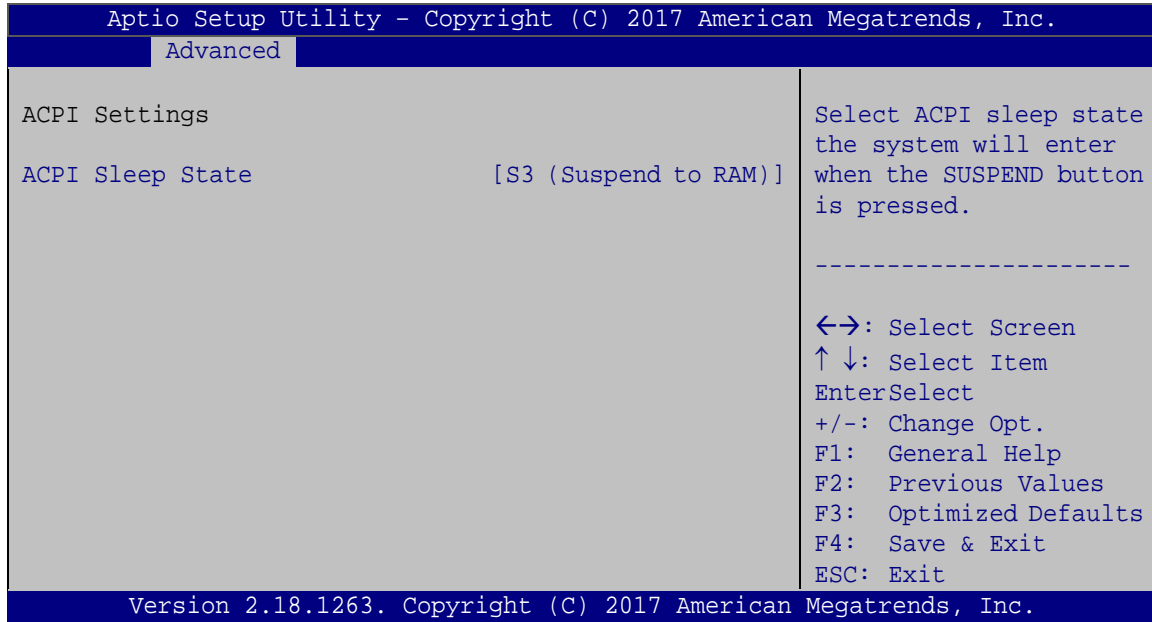 Aptio Setup Utility – Copyright (C) 2017 American Megatrends, Inc.
Advanced
ACPI Settings
ACPI Sleep State [S3 (Suspend to RAM)]
Select ACPI sleep state
the system will enter
when the SUSPEND button
is pressed.
----------------------
←→: Select Screen
↑ ↓: Select Item
EnterSelect
+/-: Change Opt.
F1: General Help
F2: Previous Values
F3: Optimized Defaults
F4: Save & Exit
ESC: Exit
Version 2.18.1263. Copyright (C) 2017 American Megatrends, Inc.